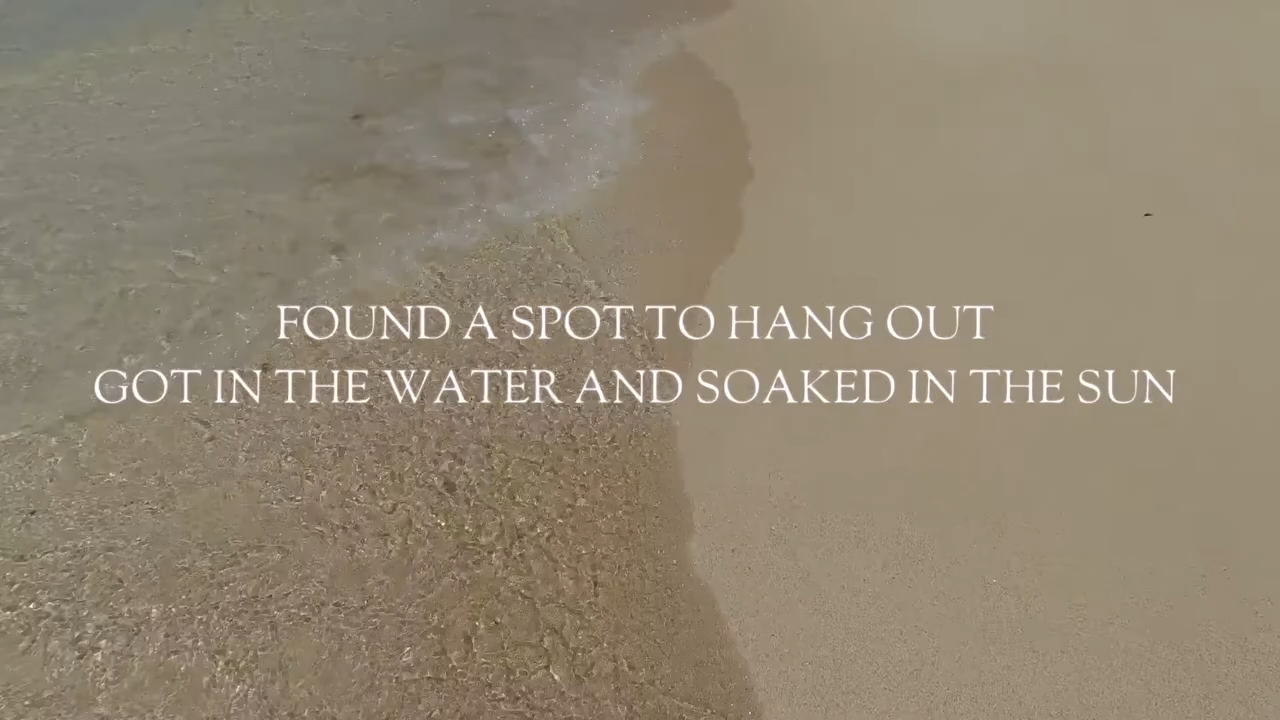 FOUND A SPOT TO HANG OUT
GOT IN THE WATER AND SOAKED IN THE SUN